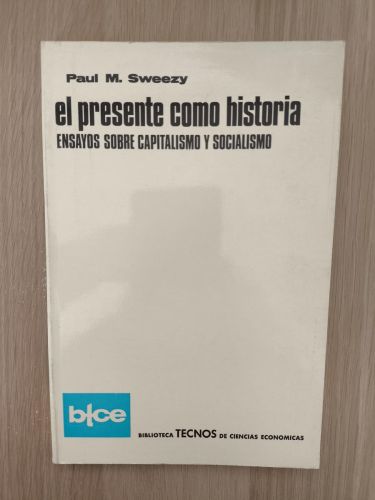 Paul M. Sweezy
el presente como historia
ENSAYOS SOBRE CAPITALISMO Y SOCIALISMO
b/ce
BIBLIOTECA TECNOS DE CIENCIAS ECONOMICAS